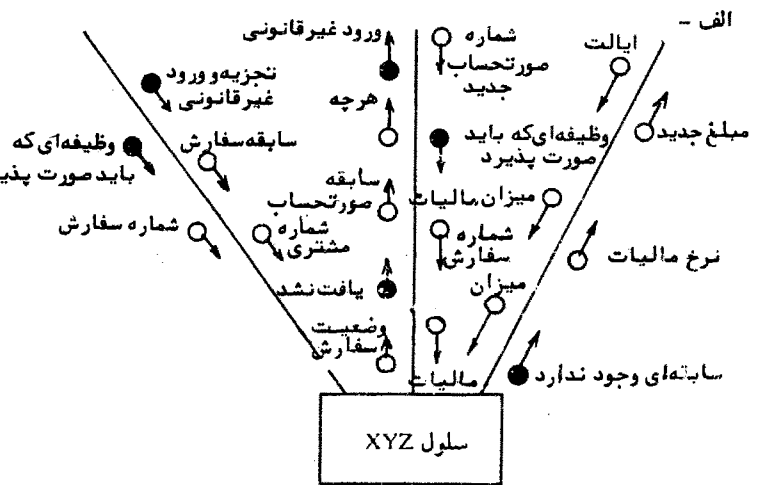 الف –
ایالت
مبلغ جدید
میزان مالیات
نرخ مالیات
میزان
سابته‌ای وجود ندارد
شماره
صورتحساب
جدید
وظیفه‌ای که باید
صورت پذیرد
شماره
سفارش
مالیات
ورود غیرقانونی
هرچه
سابقه
صورتحساب
یافت نشد
وضعیت
سفارش
تجزیه و ورود
غیرقانونی
سابقه سفارش
شماره
مشتری
وظیفه‌ای که
باید صورت پذیر
شماره سفارش
سلول XYZ